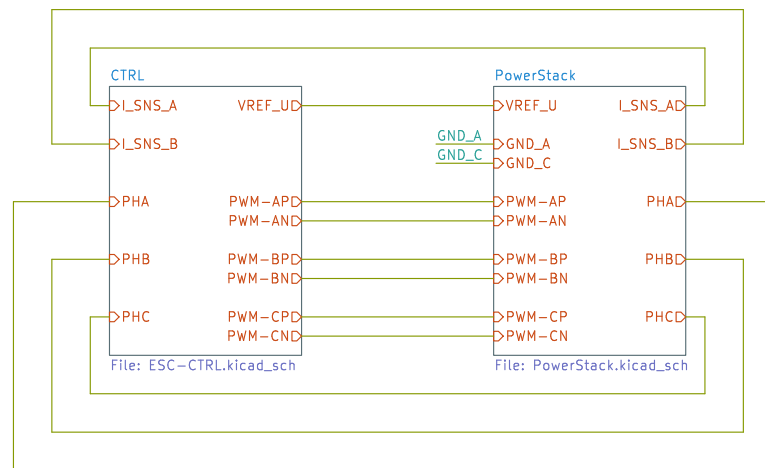 CTRL
I_SNS_A
VREF_U
I_SNS_B
PHA
PWM-AP
PWM-AN
PHB
PWM-BP
PWM-BN
PHC
PWM-CP
PWM-CN
File: ESC-CTRL.kicad_sch
PowerStack
VREF_U
I_SNS_A
GND_A
GND_A
I_SNS_B
GND_C
GND_C
PWM-AP
PHA
PWM-AN
PWM-BP
PHB
PWM-BN
PWM-CP
PHC
PWM-CN
File: PowerStack.kicad_sch